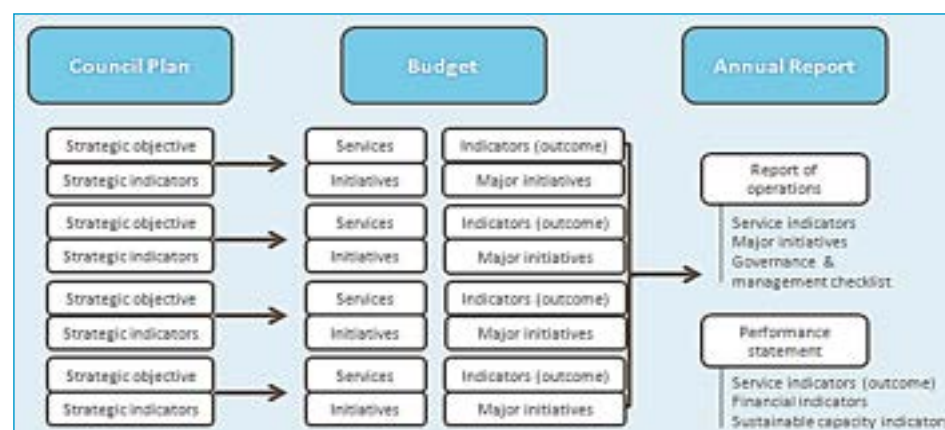 Council Plan
Budget
Annual Report
Strategic objective
Strategic indicators
Services
Initiatives
Indicators (outcome)
Major initiatives
Strategic objective
Strategic indicators
Services
Initiatives
Indicators (outcome)
Major initiatives
Strategic objective
Strategic indicators
Services
Initiatives
Indicators (outcome)
Major initiatives
Strategic objective
Strategic indicators
Services
Initiatives
Indicators (outcome)
Major initiatives
Report of
operations
Service indicators
Major initiatives
Governance &
management checklist
Performance
statement
Service indicators (outcome)
Financial indicators
Sustainable capacity indicator